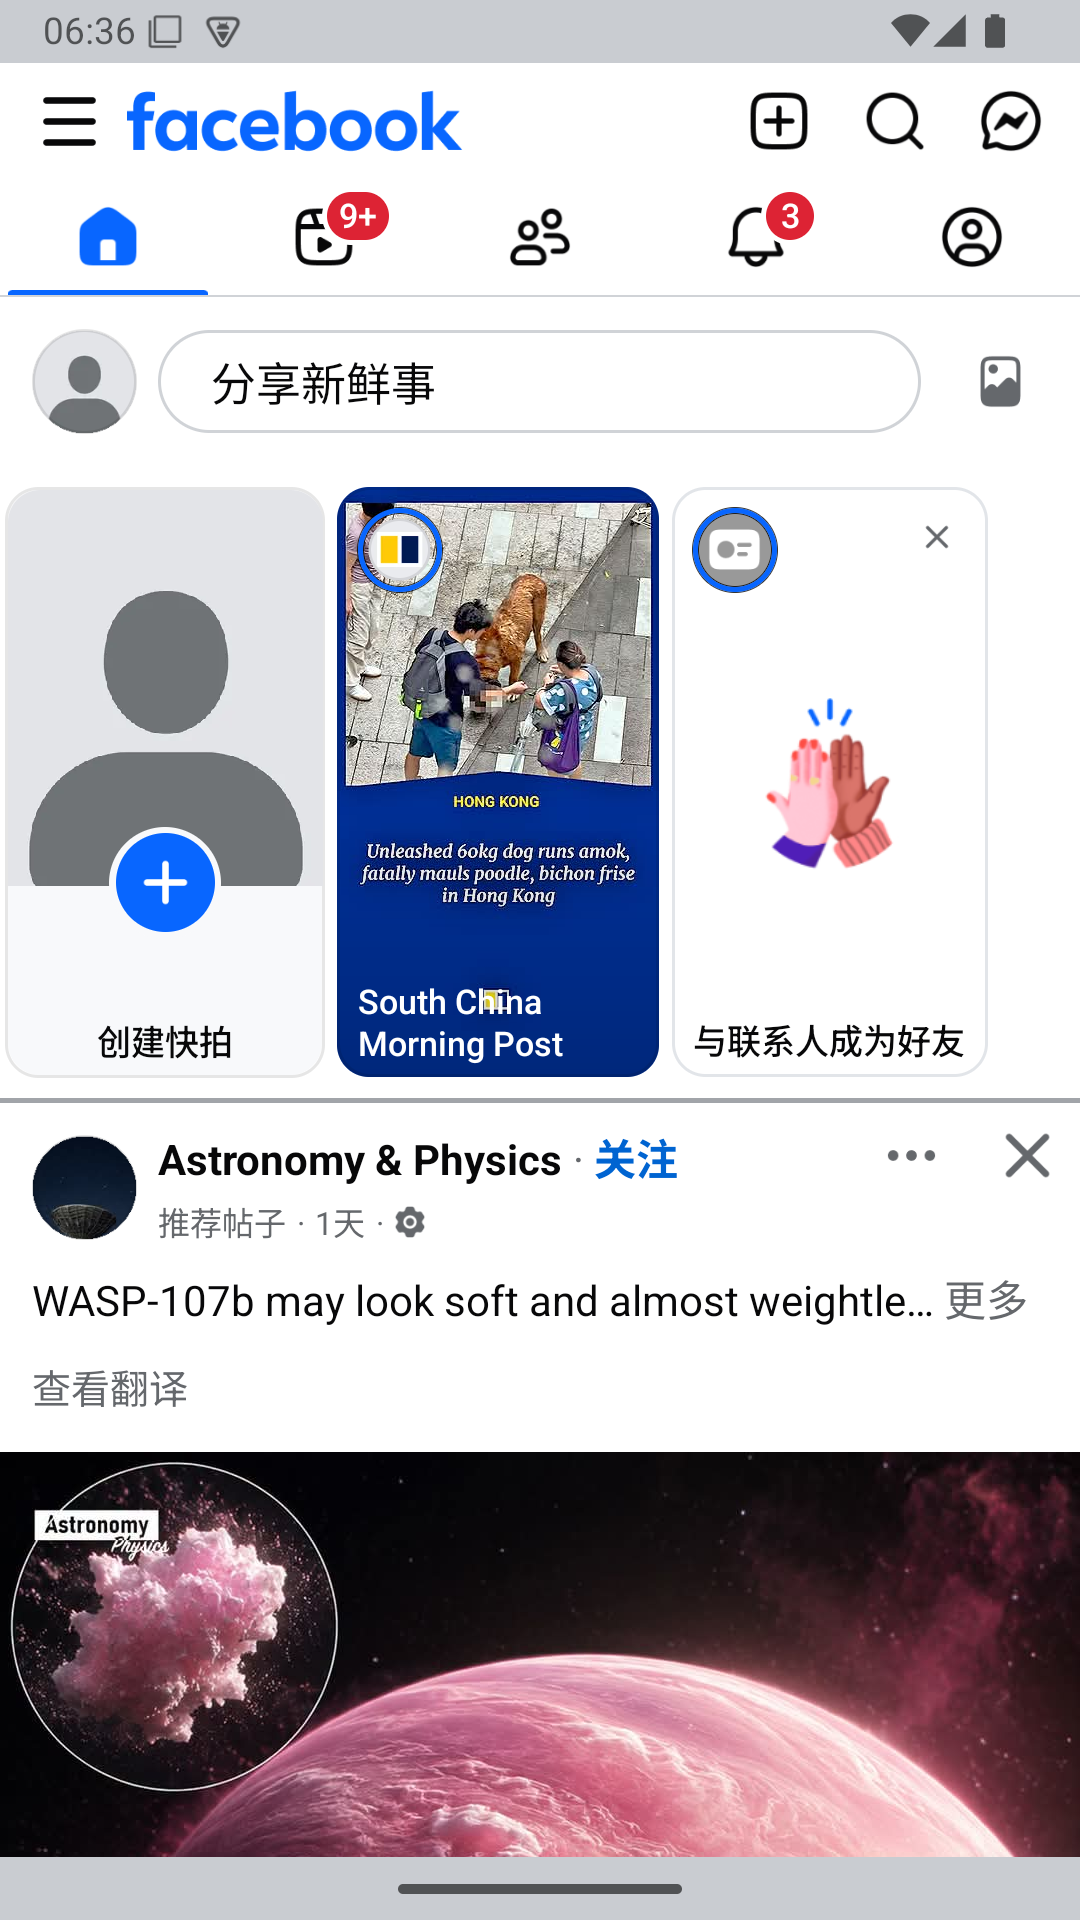 06:36
facebook
9+
3
分享新鲜事
HONG KONG
Unleashed 60kg dog runs amok,
fatally mauls poodle, bichon frise
in Hong Kong
创建快拍
South China
Morning Post
与联系人成为好友
Astronomy & Physics · 关注
推荐帖子 · 1天 ·
WASP-107b may look soft and almost weightle... 更多
查看翻译
Astronomy
Physics